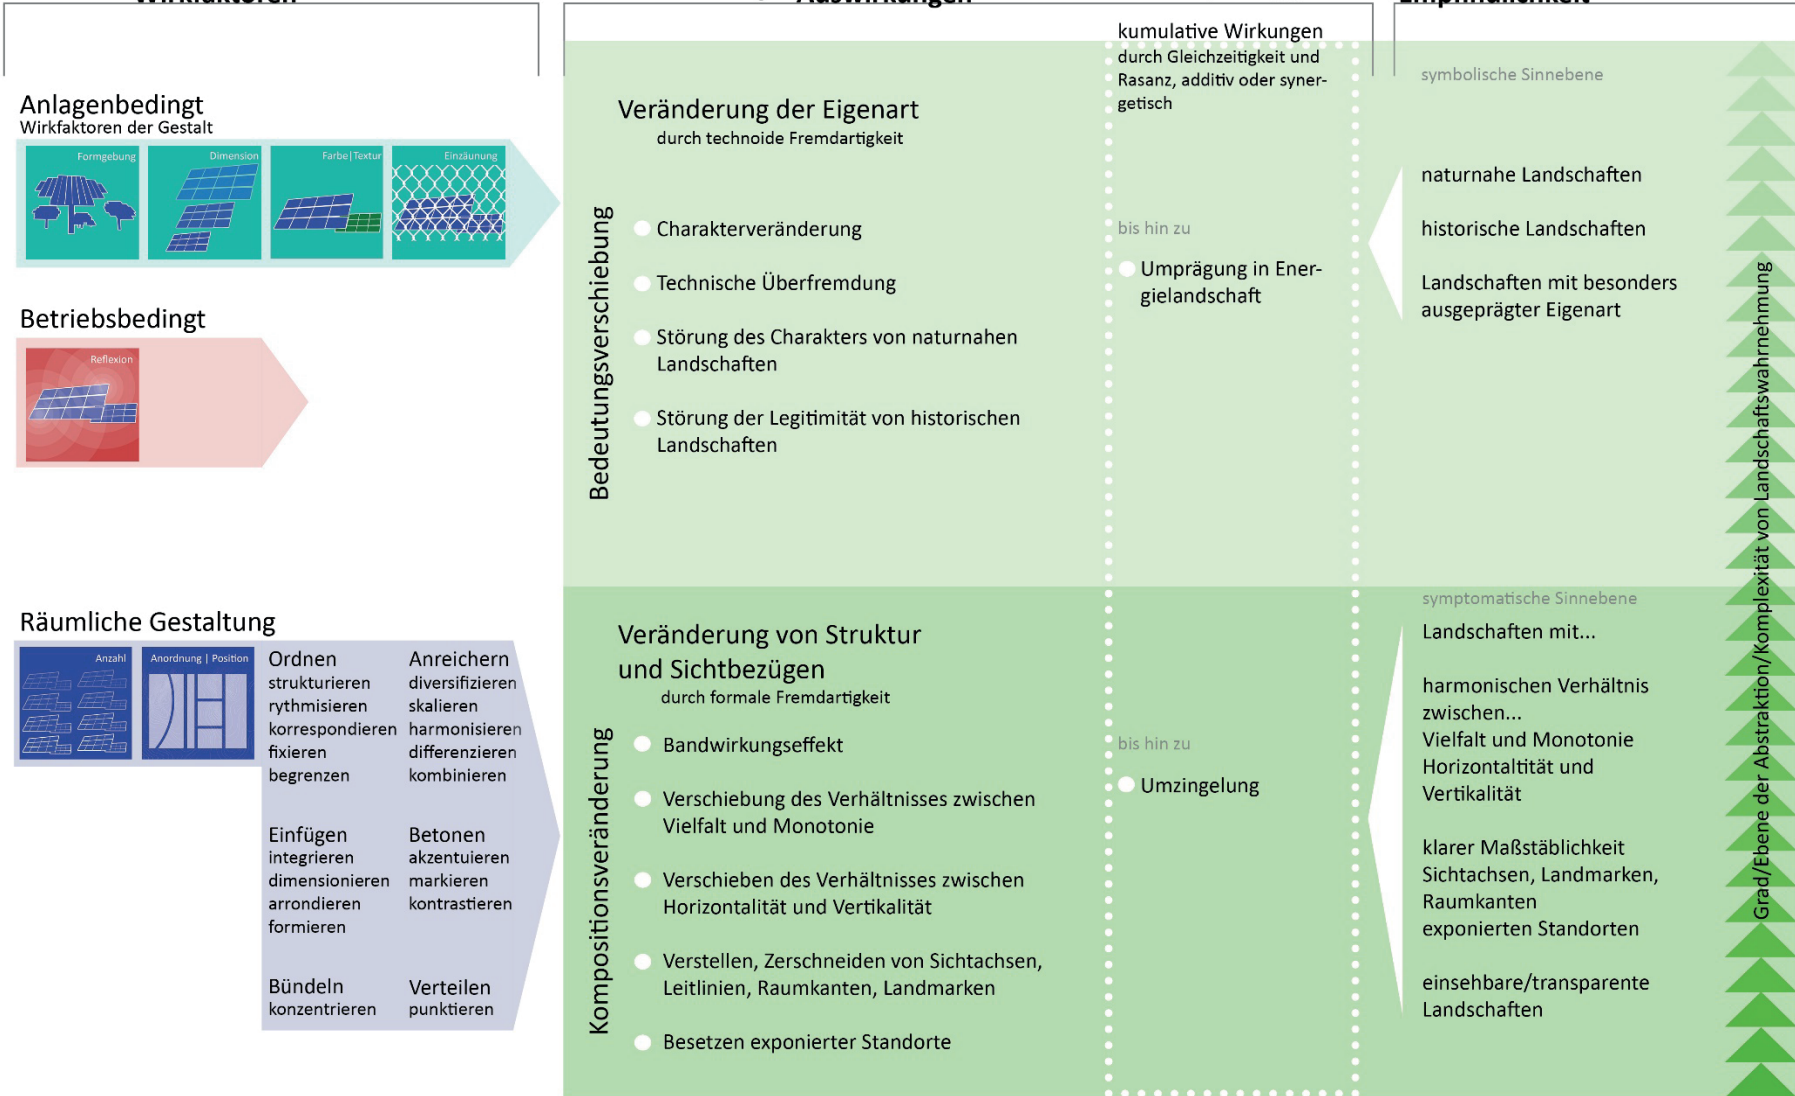 Wirkfaktoren
Auswirkungen
Empfindlichkeit
Anlagenbedingt
Wirkfaktoren der Gestalt
Formgebung
Dimension
Farbe|Textur
Einzäunung
Betriebsbedingt
Reflexion
Räumliche Gestaltung
Anzahl
Anordnung | Position
Ordnen
strukturieren
rythmisieren
korrespondieren
fixieren
begrenzen
Anreichern
diversifizieren
skalieren
harmonisieren
differenzieren
kombinieren
Einfügen
integrieren
dimensionieren
arrondieren
formieren
Betonen
akzentuieren
markieren
kontrastieren
Bündeln
konzentrieren
Verteilen
punktieren
Bedeutungsverschiebung
Veränderung der Eigenart
durch technoide Fremdartigkeit
Charakterveränderung
Technische Überfremdung
Störung des Charakters von naturnahen
Landschaften
Störung der Legitimität von historischen
Landschaften
Kompositionsveränderung
Veränderung von Struktur
und Sichtbezügen
durch formale Fremdartigkeit
Bandwirkungseffekt
Verschiebung des Verhältnisses zwischen
Vielfalt und Monotonie
Verschieben des Verhältnisses zwischen
Horizontalität und Vertikalität
Verstellen, Zerschneiden von Sichtachsen,
Leitlinien, Raumkanten, Landmarken
Besetzen exponierter Standorte
kumulative Wirkungen
durch Gleichzeitigkeit und
Rasanz, additiv oder syner-
getisch
bis hin zu
Umprägung in Ener-
gielandschaft
bis hin zu
Umzingelung
symbolische Sinnebene
naturnahe Landschaften
historische Landschaften
Landschaften mit besonders
ausgeprägter Eigenart
symptomatische Sinnebene
Landschaften mit...
harmonischen Verhältnis
zwischen...
Vielfalt und Monotonie
Horizontaltität und
Vertikalität
klarer Maßstäblichkeit
Sichtachsen, Landmarken,
Raumkanten
exponierten Standorten
einsehbare/transparente
Landschaften
Grad/Ebene der Abstraktion/Komplexität von Landschaftswahrnehmung